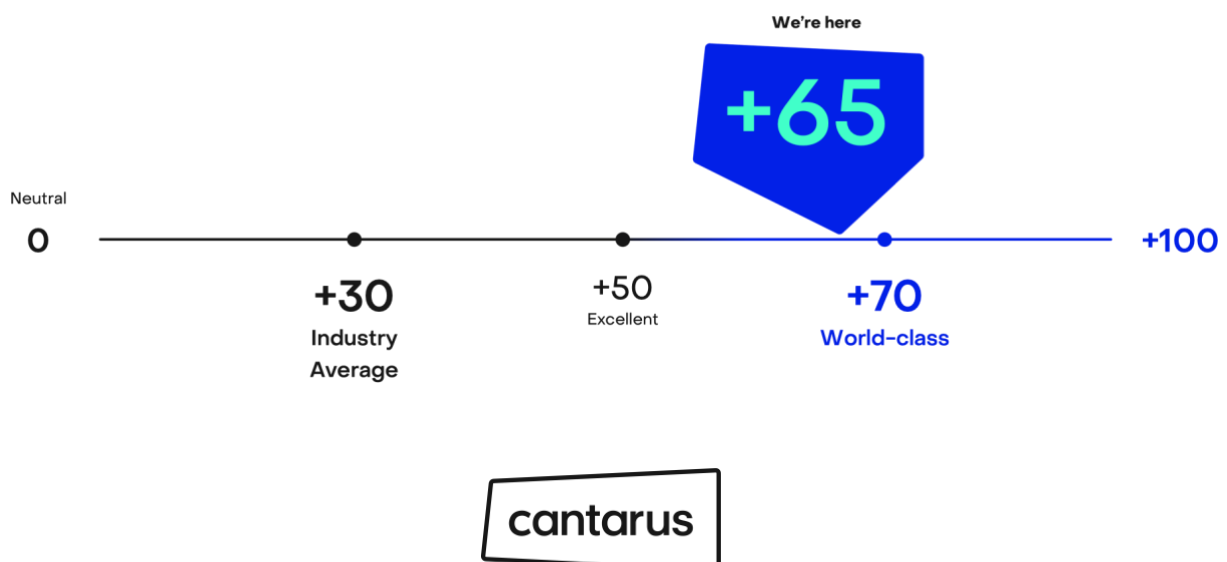 We're here
+65
Neutral
0
+100
+30
Industry
Average
+50
Excellent
+70
World-class
cantarus